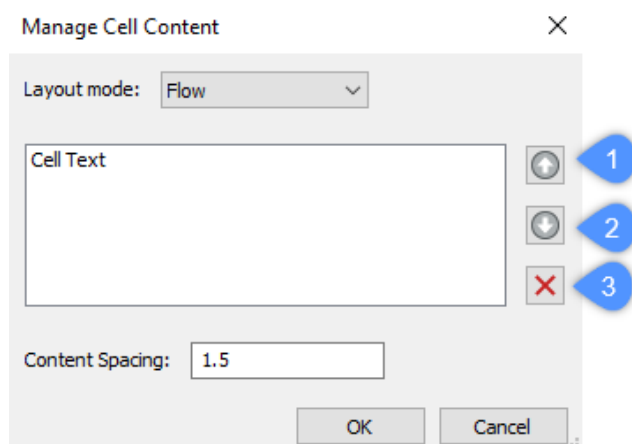 Manage Cell Content
Layout mode: Flow
Cell Text
1
2
3
Content Spacing: 1.5
OK Cancel